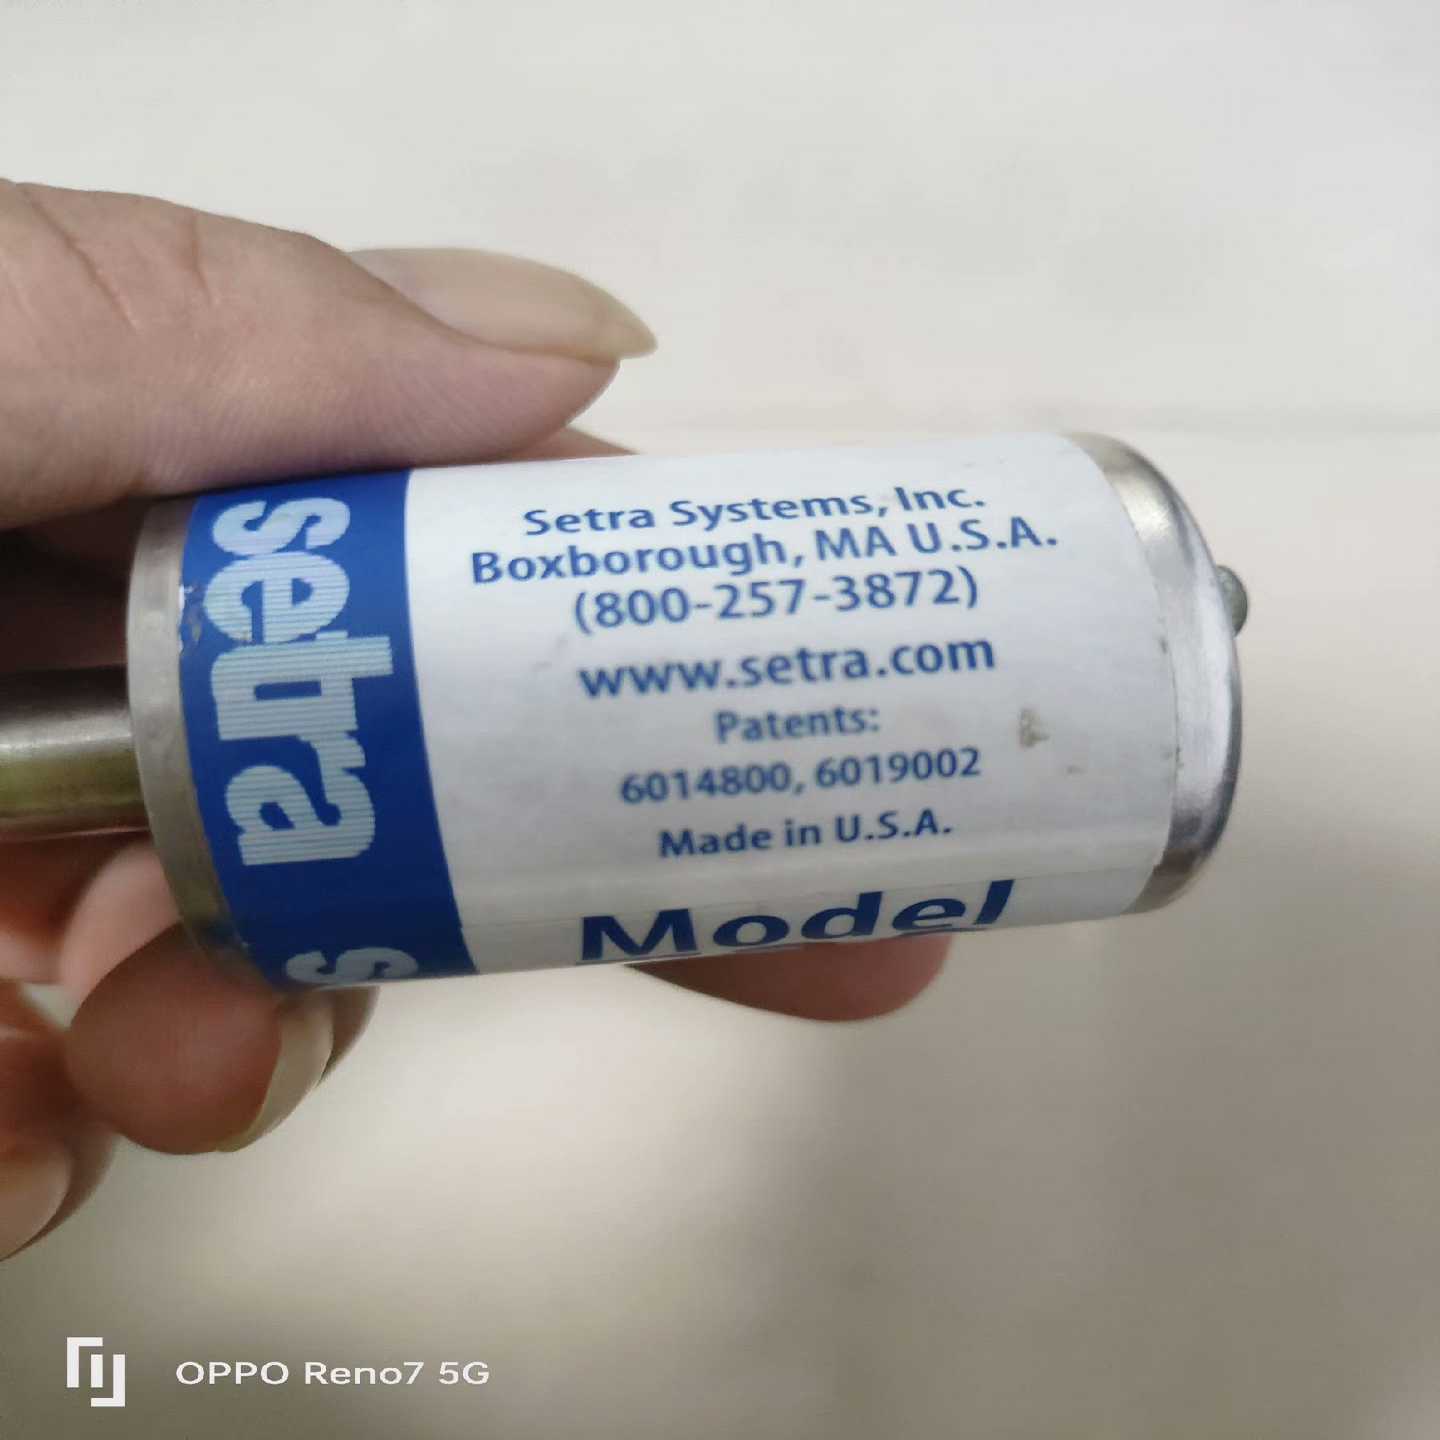 setra
Setra Systems, Inc.
Boxborough, MA U.S.A.
(800-257-3872)
www.setra.com
Patents:
6014800, 6019002
Made in U.S.A.
Model
OPPO Reno7 5G